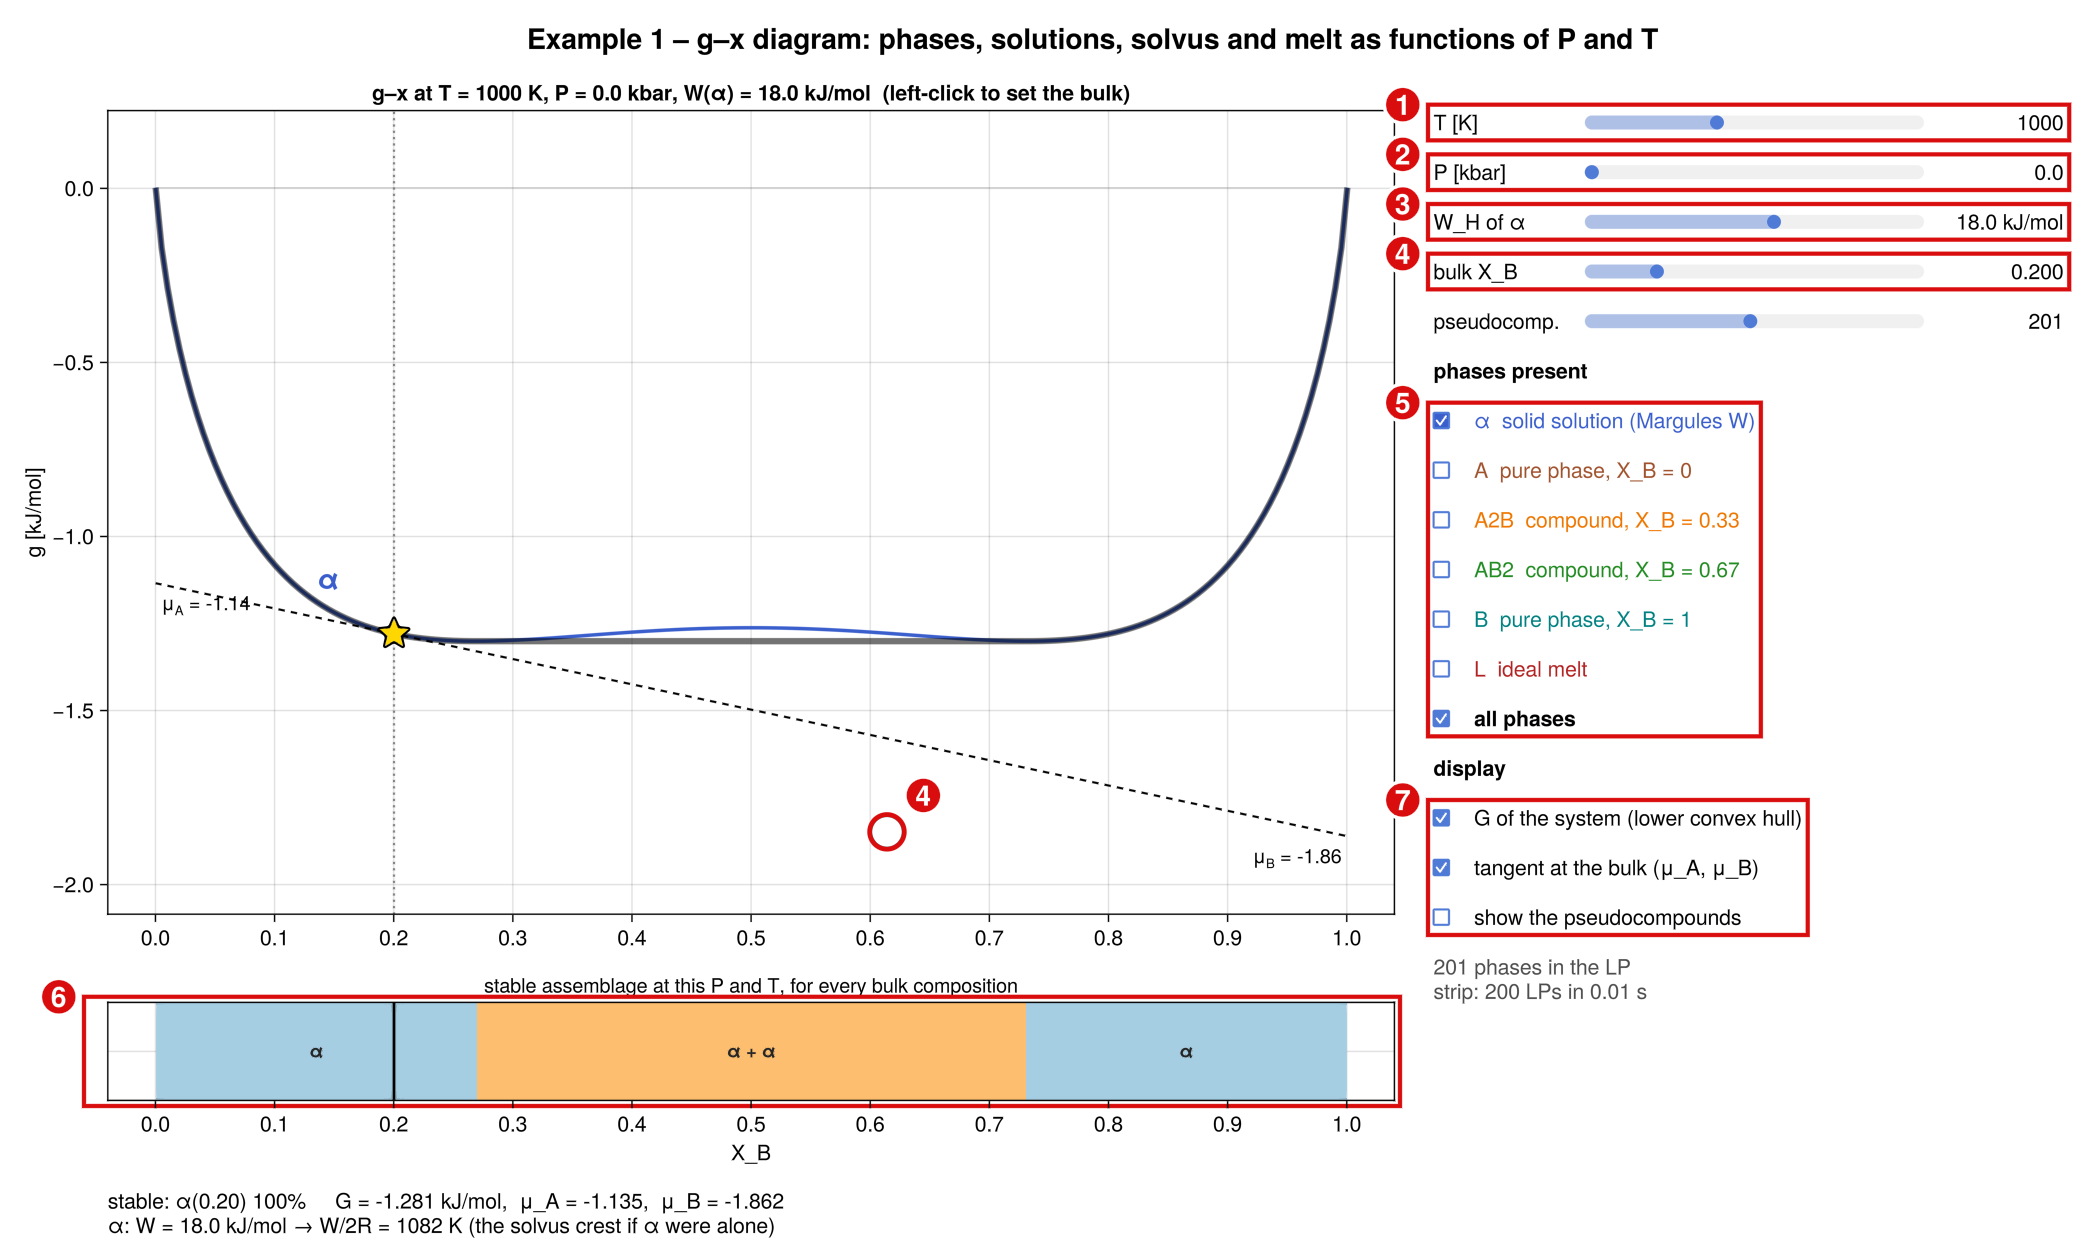 Example 1 – g–x diagram: phases, solutions, solvus and melt as functions of P and T
g–x at T = 1000 K, P = 0.0 kbar, W(α) = 18.0 kJ/mol (left-click to set the bulk)
g [kJ/mol]
0.0
−0.5
−1.0
−1.5
−2.0
α
μ_A = -1.14
μ_B = -1.86
4
0.0 0.1 0.2 0.3 0.4 0.5 0.6 0.7 0.8 0.9 1.0
1
T [K] 1000
2
P [kbar] 0.0
3
W_H of α 18.0 kJ/mol
4
bulk X_B 0.200
pseudocomp. 201
phases present
5
α solid solution (Margules W)
A pure phase, X_B = 0
A2B compound, X_B = 0.33
AB2 compound, X_B = 0.67
B pure phase, X_B = 1
L ideal melt
all phases
display
7
G of the system (lower convex hull)
tangent at the bulk (μ_A, μ_B)
show the pseudocompounds
201 phases in the LP
strip: 200 LPs in 0.01 s
stable assemblage at this P and T, for every bulk composition
6
α α + α α
0.0 0.1 0.2 0.3 0.4 0.5 0.6 0.7 0.8 0.9 1.0
X_B
stable: α(0.20) 100% G = -1.281 kJ/mol, μ_A = -1.135, μ_B = -1.862
α: W = 18.0 kJ/mol → W/2R = 1082 K (the solvus crest if α were alone)